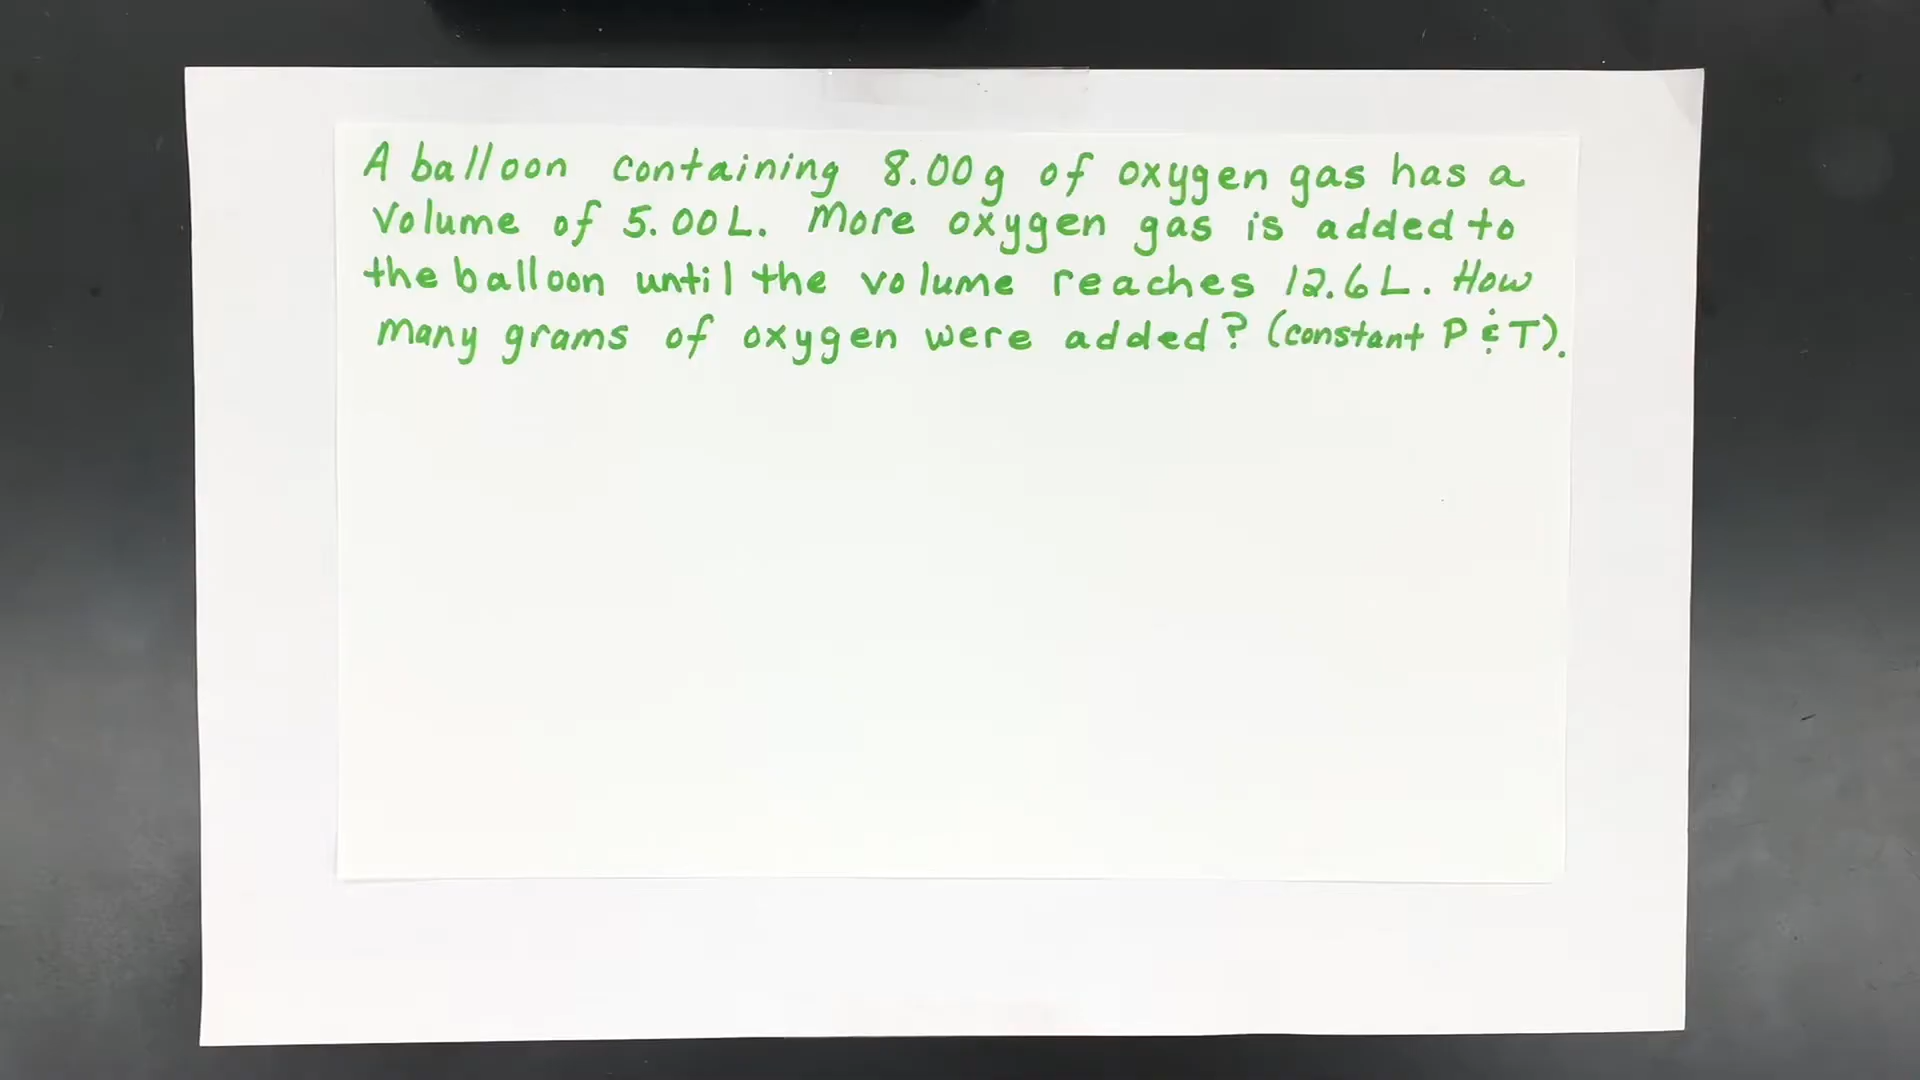 A balloon containing 8.00g of oxygen gas has a
volume of 5.00L. More oxygen gas is added to
the balloon until the volume reaches 12.6L. How
many grams of oxygen were added? (constant P & T).